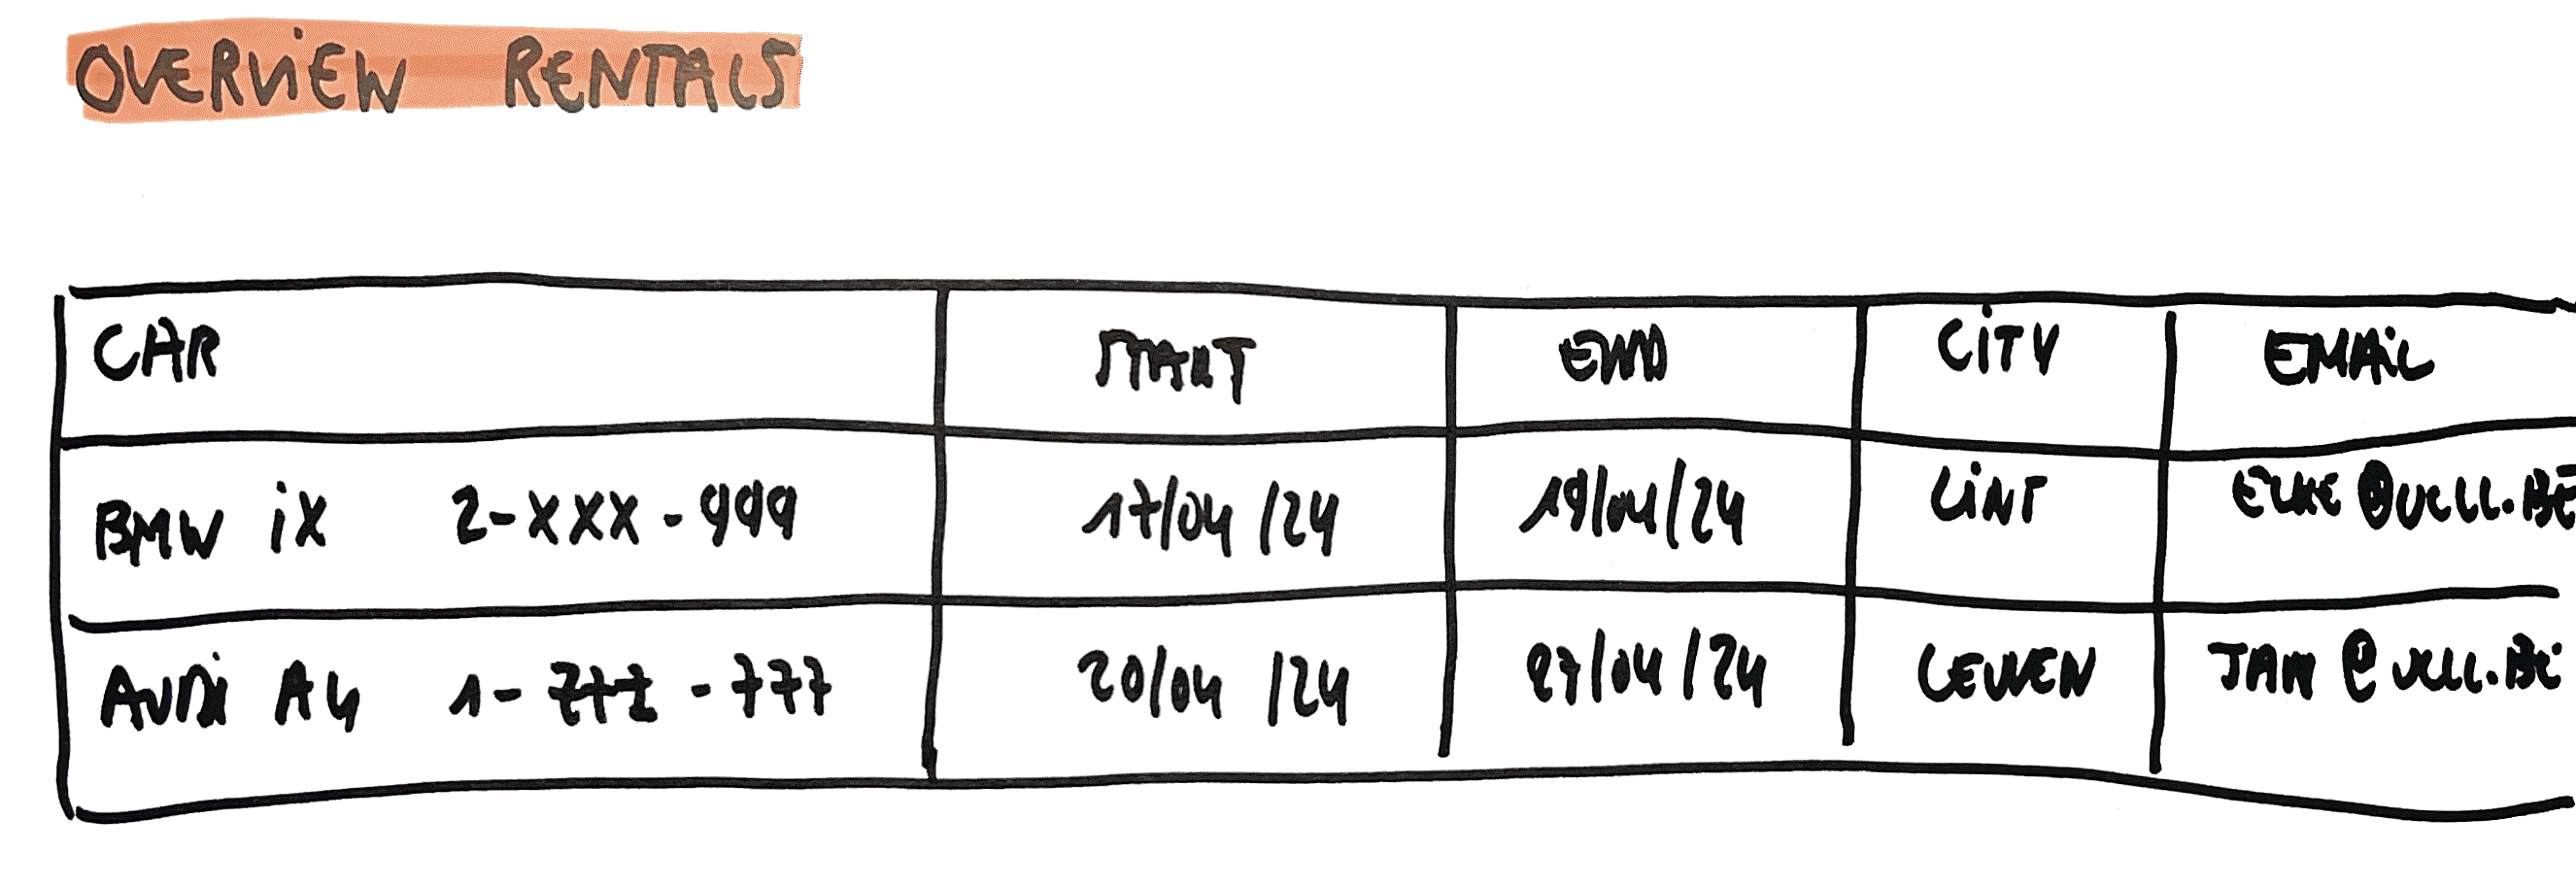 OVERVIEW RENTALS
CAR START END CITY EMAIL
BMW iX 2-XXX-999 17/04/24 19/04/24 LINT ELKE@UCLL.BE
AUDI A4 1-ZZZ-777 20/04/24 27/04/24 LEUVEN JAN@UCLL.BE